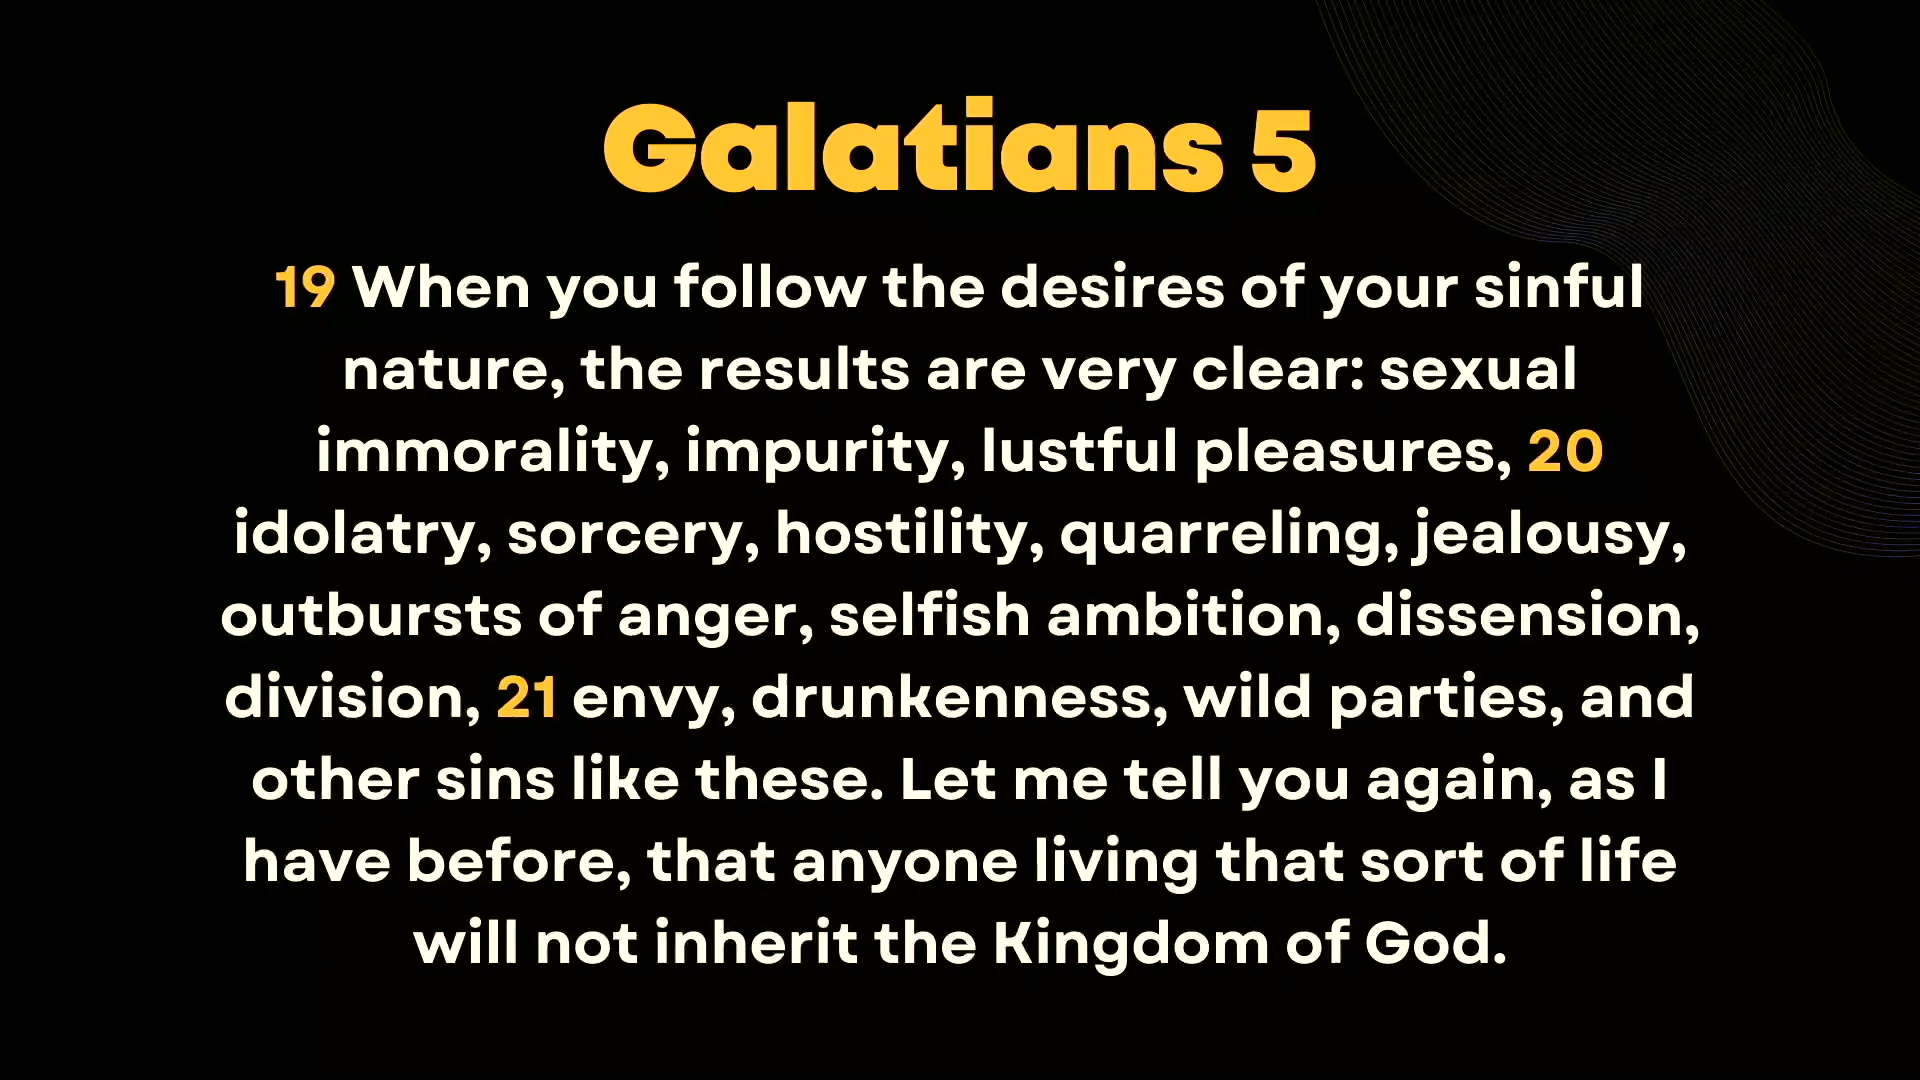 Galatians 5
19 When you follow the desires of your sinful
nature, the results are very clear: sexual
immorality, impurity, lustful pleasures, 20
idolatry, sorcery, hostility, quarreling, jealousy,
outbursts of anger, selfish ambition, dissension,
division, 21 envy, drunkenness, wild parties, and
other sins like these. Let me tell you again, as I
have before, that anyone living that sort of life
will not inherit the Kingdom of God.